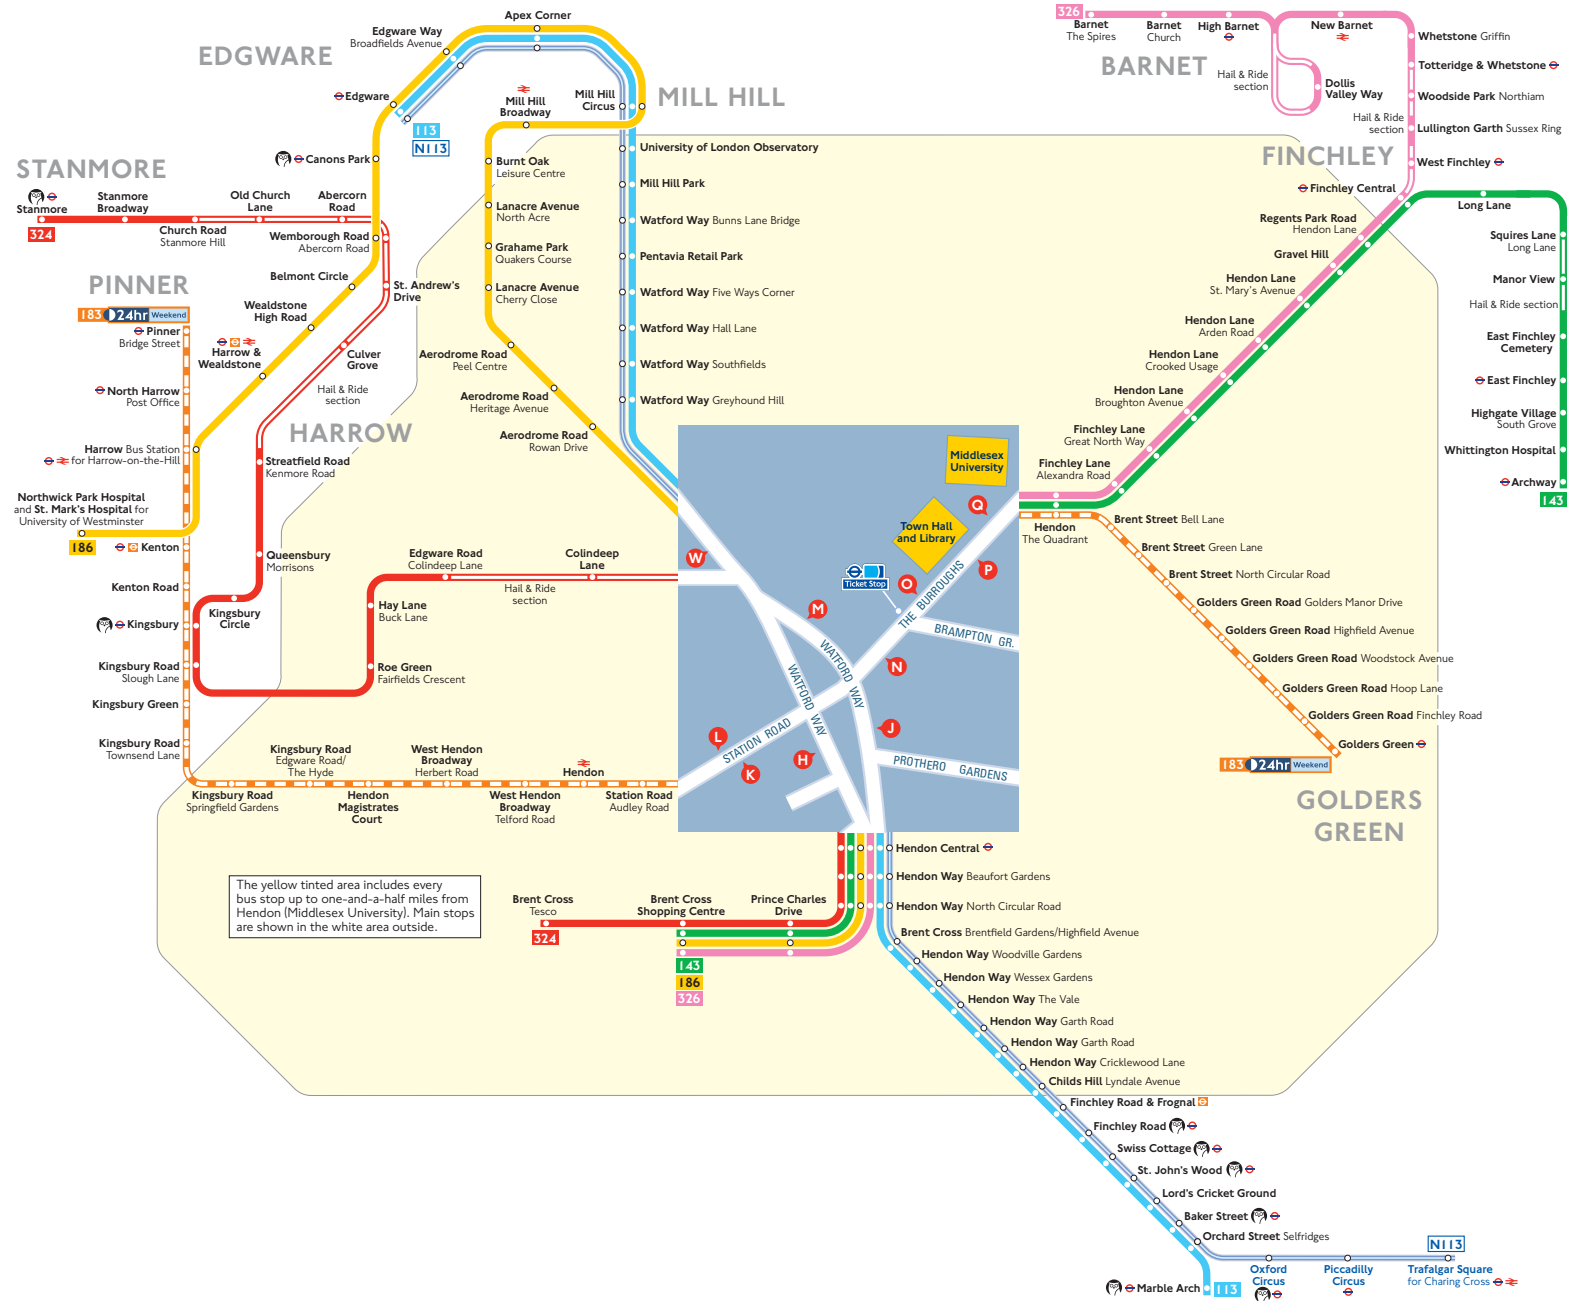 Apex Corner
Edgware Way
Broadfields Avenue
EDGWARE
Edgware
113
N113
Mill Hill
Broadway
Mill Hill
Circus
MILL HILL
326
Barnet
The Spires
Barnet
Church
High Barnet
New Barnet
BARNET
Hail & Ride
section
Dollis
Valley Way
Whetstone Griffin
Totteridge & Whetstone
Woodside Park Northiam
Hail & Ride
section
Lullington Garth Sussex Ring
FINCHLEY
West Finchley
Finchley Central
Canons Park
STANMORE
Stanmore
324
Stanmore
Broadway
Church Road
Stanmore Hill
Old Church
Lane
Abercorn
Road
Wemborough Road
Abercorn Road
Belmont Circle
St. Andrew's
Drive
Wealdstone
High Road
Harrow &
Wealdstone
Culver
Grove
Hail & Ride
section
HARROW
PINNER
183 24hr Weekend
Pinner
Bridge Street
North Harrow
Post Office
Harrow Bus Station
for Harrow-on-the-Hill
Northwick Park Hospital
and St. Mark's Hospital for
University of Westminster
186
Kenton
Kenton Road
Kingsbury
Kingsbury Road
Slough Lane
Kingsbury Green
Kingsbury Road
Townsend Lane
Streatfield Road
Kenmore Road
Queensbury
Morrisons
Kingsbury
Circle
Edgware Road
Colindeep Lane
Colindeep
Lane
Hail & Ride
section
Hay Lane
Buck Lane
Roe Green
Fairfields Crescent
Burnt Oak
Leisure Centre
Lanacre Avenue
North Acre
Grahame Park
Quakers Course
Lanacre Avenue
Cherry Close
Aerodrome Road
Peel Centre
Aerodrome Road
Heritage Avenue
Aerodrome Road
Rowan Drive
University of London Observatory
Mill Hill Park
Watford Way Bunns Lane Bridge
Pentavia Retail Park
Watford Way Five Ways Corner
Watford Way Hall Lane
Watford Way Southfields
Watford Way Greyhound Hill
Regents Park Road
Hendon Lane
Gravel Hill
Hendon Lane
St. Mary's Avenue
Hendon Lane
Arden Road
Hendon Lane
Crooked Usage
Hendon Lane
Broughton Avenue
Finchley Lane
Great North Way
Finchley Lane
Alexandra Road
Long Lane
Squires Lane
Long Lane
Manor View
Hail & Ride section
East Finchley
Cemetery
East Finchley
Highgate Village
South Grove
Whittington Hospital
Archway
143
Hendon
The Quadrant
Brent Street Bell Lane
Brent Street Green Lane
Brent Street North Circular Road
Golders Green Road Golders Manor Drive
Golders Green Road Highfield Avenue
Golders Green Road Woodstock Avenue
Golders Green Road Hoop Lane
Golders Green Road Finchley Road
Golders Green
183 24hr Weekend
GOLDERS
GREEN
Middlesex
University
Town Hall
and Library
Ticket Stop
Q
P
O
W
M
N
L
K
H
J
THE BURROUGHS
BRAMPTON GR.
WATFORD WAY
WATFORD WAY
STATION ROAD
PROTHERO GARDENS
Kingsbury Road
Springfield Gardens
Kingsbury Road
Edgware Road/
The Hyde
Hendon
Magistrates
Court
West Hendon
Broadway
Herbert Road
West Hendon
Broadway
Telford Road
Hendon
Station Road
Audley Road
The yellow tinted area includes every
bus stop up to one-and-a-half miles from
Hendon (Middlesex University). Main stops
are shown in the white area outside.
Brent Cross
Tesco
324
Brent Cross
Shopping Centre
Prince Charles
Drive
143
186
326
Hendon Central
Hendon Way Beaufort Gardens
Hendon Way North Circular Road
Brent Cross Brentfield Gardens/Highfield Avenue
Hendon Way Woodville Gardens
Hendon Way Wessex Gardens
Hendon Way The Vale
Hendon Way Garth Road
Hendon Way Garth Road
Hendon Way Cricklewood Lane
Childs Hill Lyndale Avenue
Finchley Road & Frognal
Finchley Road
Swiss Cottage
St. John's Wood
Lord's Cricket Ground
Baker Street
Orchard Street Selfridges
Marble Arch
113
Oxford
Circus
Piccadilly
Circus
N113
Trafalgar Square
for Charing Cross